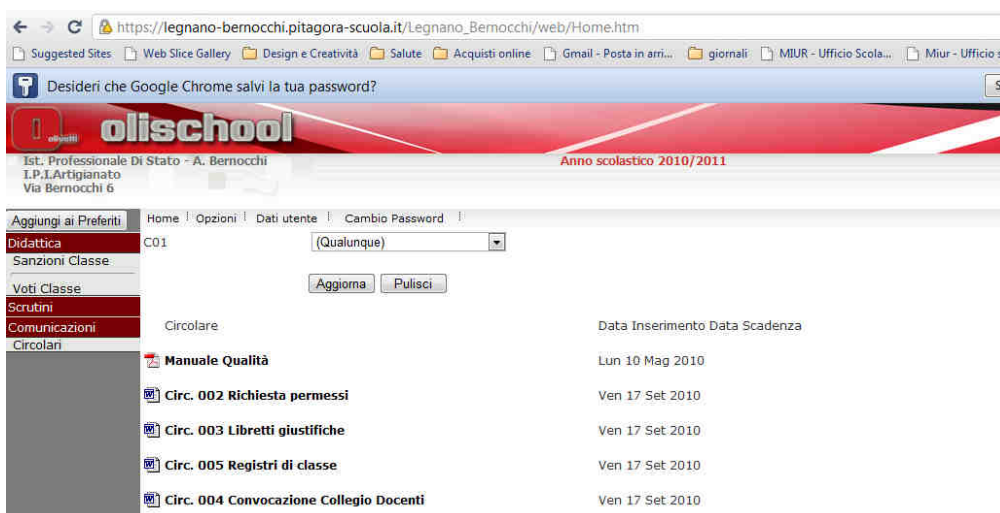 https://legnano-bernocchi.pitagora-scuola.it/Legnano_Bernocchi/web/Home.htm
Suggested Sites Web Slice Gallery Design e Creatività Salute Acquisti online Gmail - Posta in arri... giornali MIUR - Ufficio Scola... Miur - Ufficio s
Desideri che Google Chrome salvi la tua password? S
olivetti olischool
Ist. Professionale Di Stato - A. Bernocchi Anno scolastico 2010/2011
I.P.I.Artigianato
Via Bernocchi 6
Aggiungi ai Preferiti Home Opzioni Dati utente Cambio Password
Didattica C01 (Qualunque)
Sanzioni Classe
Voti Classe Aggiorna Pulisci
Scrutini
Comunicazioni Circolare Data Inserimento Data Scadenza
Circolari
Manuale Qualità Lun 10 Mag 2010
Circ. 002 Richiesta permessi Ven 17 Set 2010
Circ. 003 Libretti giustifiche Ven 17 Set 2010
Circ. 005 Registri di classe Ven 17 Set 2010
Circ. 004 Convocazione Collegio Docenti Ven 17 Set 2010